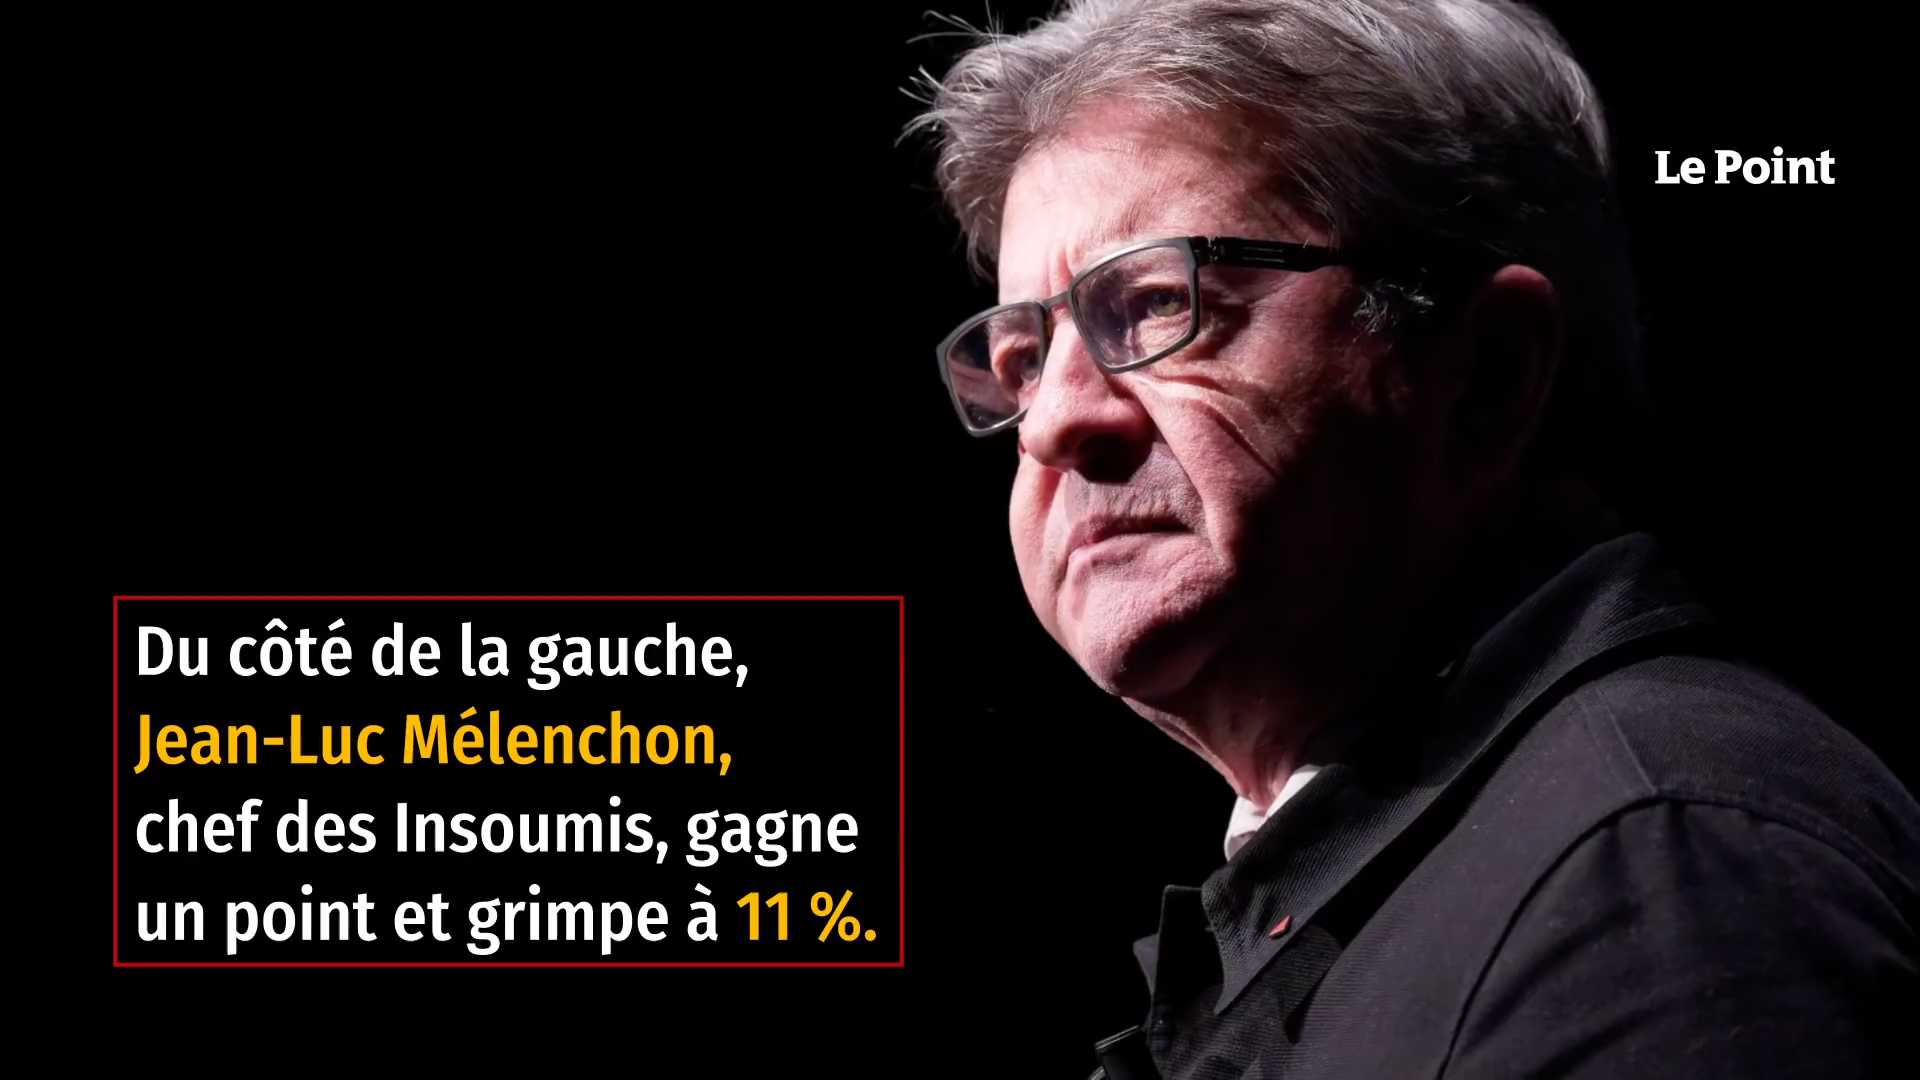 Le Point
Du côté de la gauche,
Jean-Luc Mélenchon,
chef des Insoumis, gagne
un point et grimpe à 11 %.